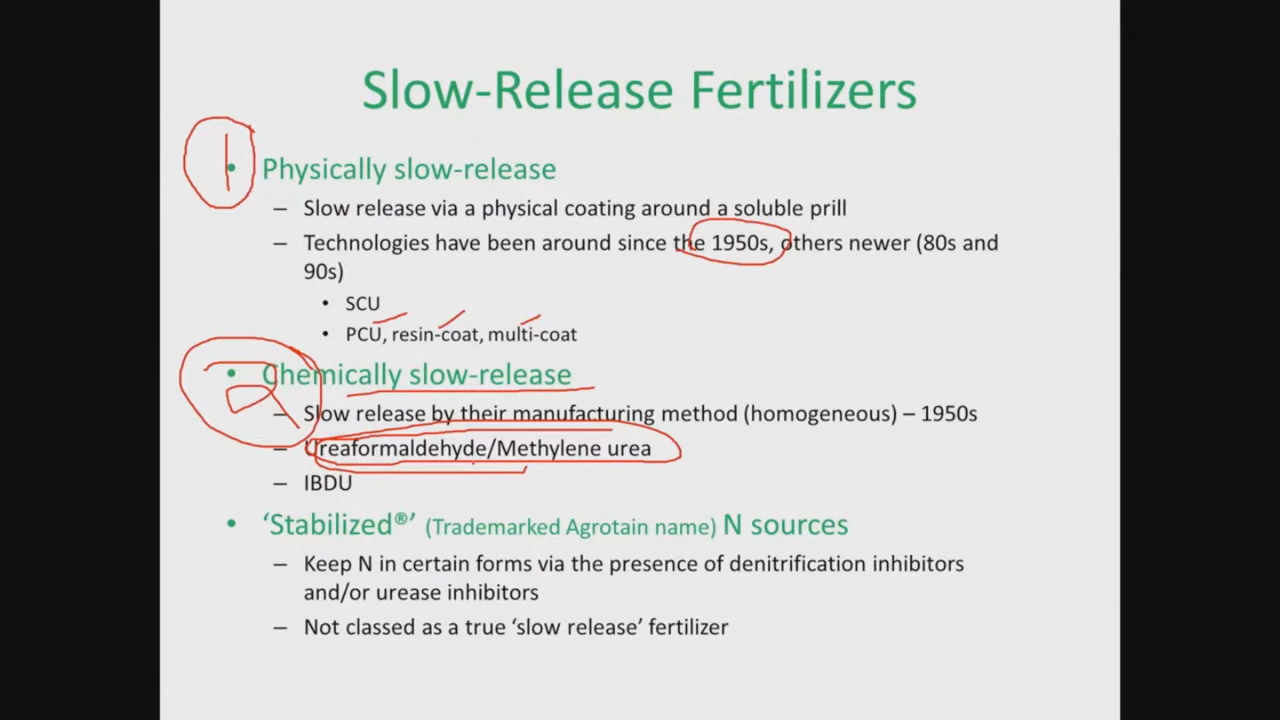 Slow-Release Fertilizers
1
• Physically slow-release
– Slow release via a physical coating around a soluble prill
– Technologies have been around since the 1950s, others newer (80s and
90s)
• SCU
• PCU, resin-coat, multi-coat
2
• Chemically slow-release
– Slow release by their manufacturing method (homogeneous) – 1950s
– Ureaformaldehyde/Methylene urea
– IBDU
• ‘Stabilized®’ (Trademarked Agrotain name) N sources
– Keep N in certain forms via the presence of denitrification inhibitors
and/or urease inhibitors
– Not classed as a true ‘slow release’ fertilizer